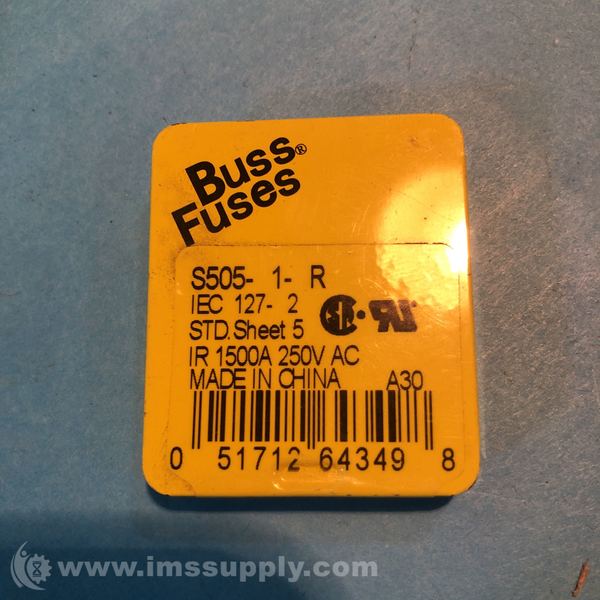 Buss®
Fuses
S505- 1- R
IEC 127- 2
STD. Sheet 5
IR 1500A 250V AC
MADE IN CHINA A30
0 51712 64349 8
www.imssupply.com